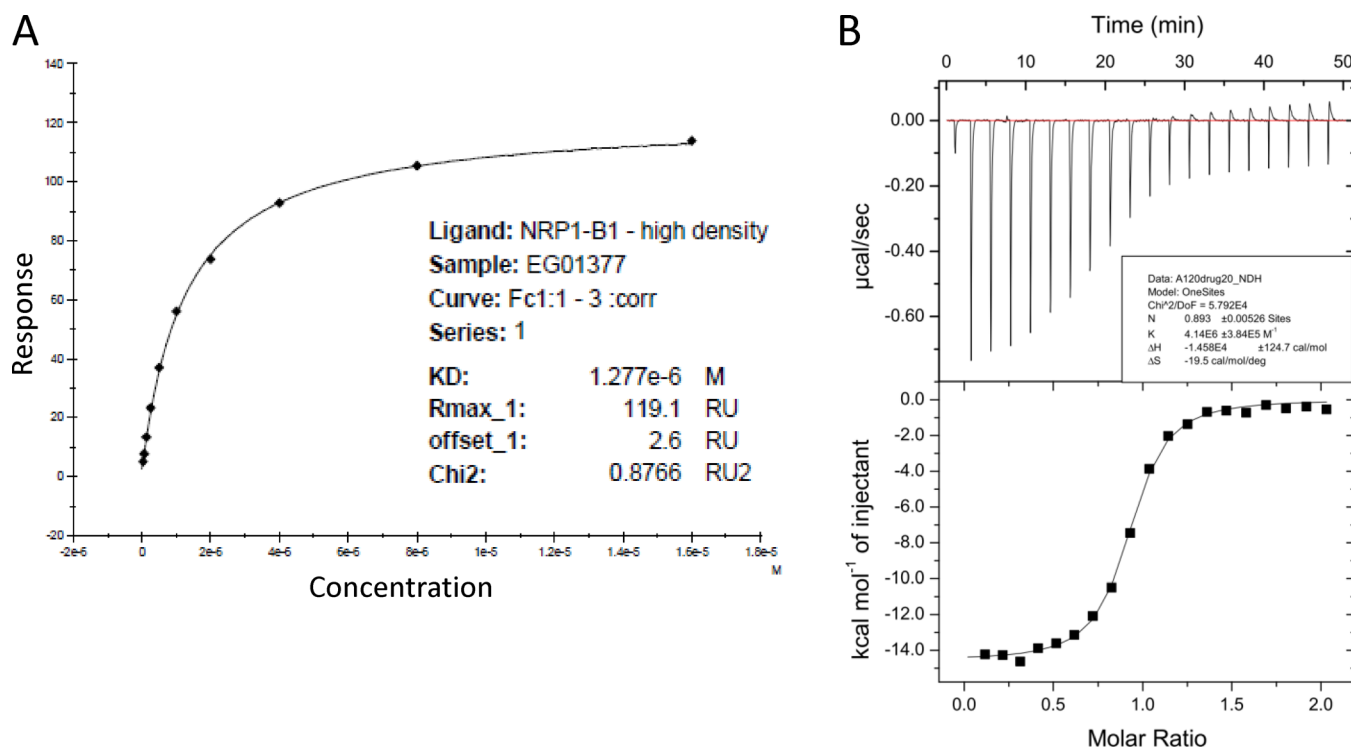 A
Response
140
120
100
80
60
40
20
0
-20
-2e-6 0 2e-6 4e-6 6e-6 8e-6 1e-5 1.2e-5 1.4e-5 1.6e-5 1.8e-5
M
Concentration
Ligand: NRP1-B1 - high density
Sample: EG01377
Curve: Fc1:1 - 3 :corr
Series: 1
KD: 1.277e-6 M
Rmax_1: 119.1 RU
offset_1: 2.6 RU
Chi2: 0.8766 RU2
B
Time (min)
0 10 20 30 40 50
µcal/sec
0.00
-0.20
-0.40
-0.60
Data: A120drug20_NDH
Model: OneSites
Chi^2/DoF = 5.792E4
N 0.893 ±0.00526 Sites
K 4.14E6 ±3.84E5 M⁻¹
ΔH -1.458E4 ±124.7 cal/mol
ΔS -19.5 cal/mol/deg
kcal mol⁻¹ of injectant
0.0
-2.0
-4.0
-6.0
-8.0
-10.0
-12.0
-14.0
0.0 0.5 1.0 1.5 2.0
Molar Ratio